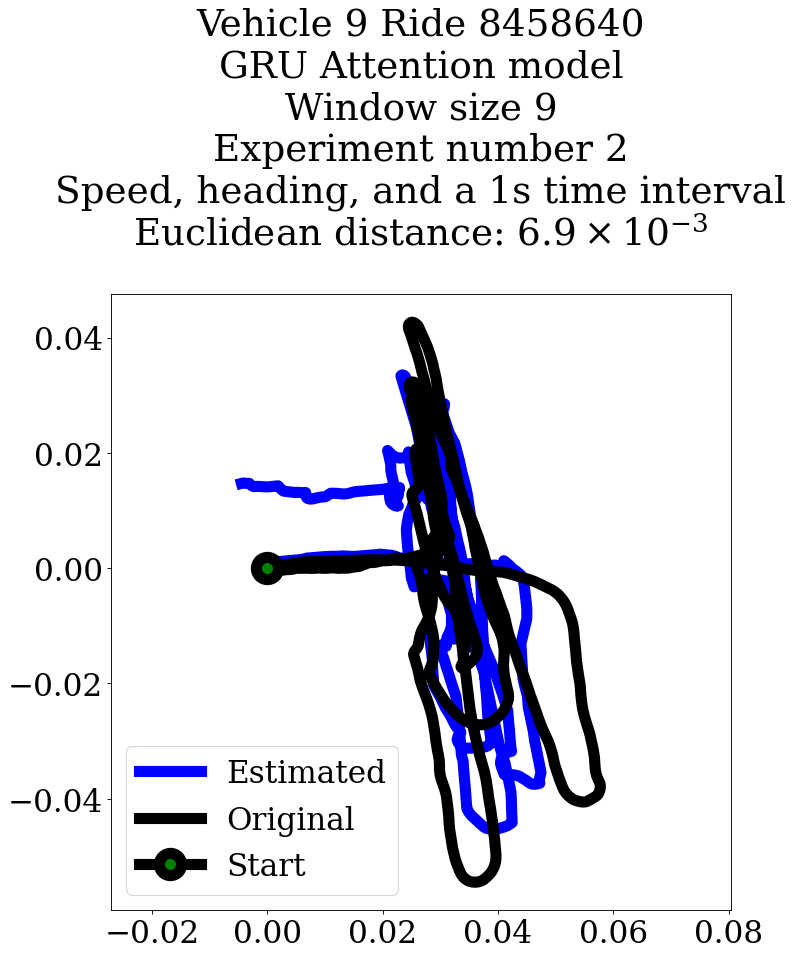 Vehicle 9 Ride 8458640
GRU Attention model
Window size 9
Experiment number 2
Speed, heading, and a 1s time interval
Euclidean distance: 6.9 × 10⁻³
0.04
0.02
0.00
−0.02
−0.04
Estimated
Original
Start
−0.02 0.00 0.02 0.04 0.06 0.08